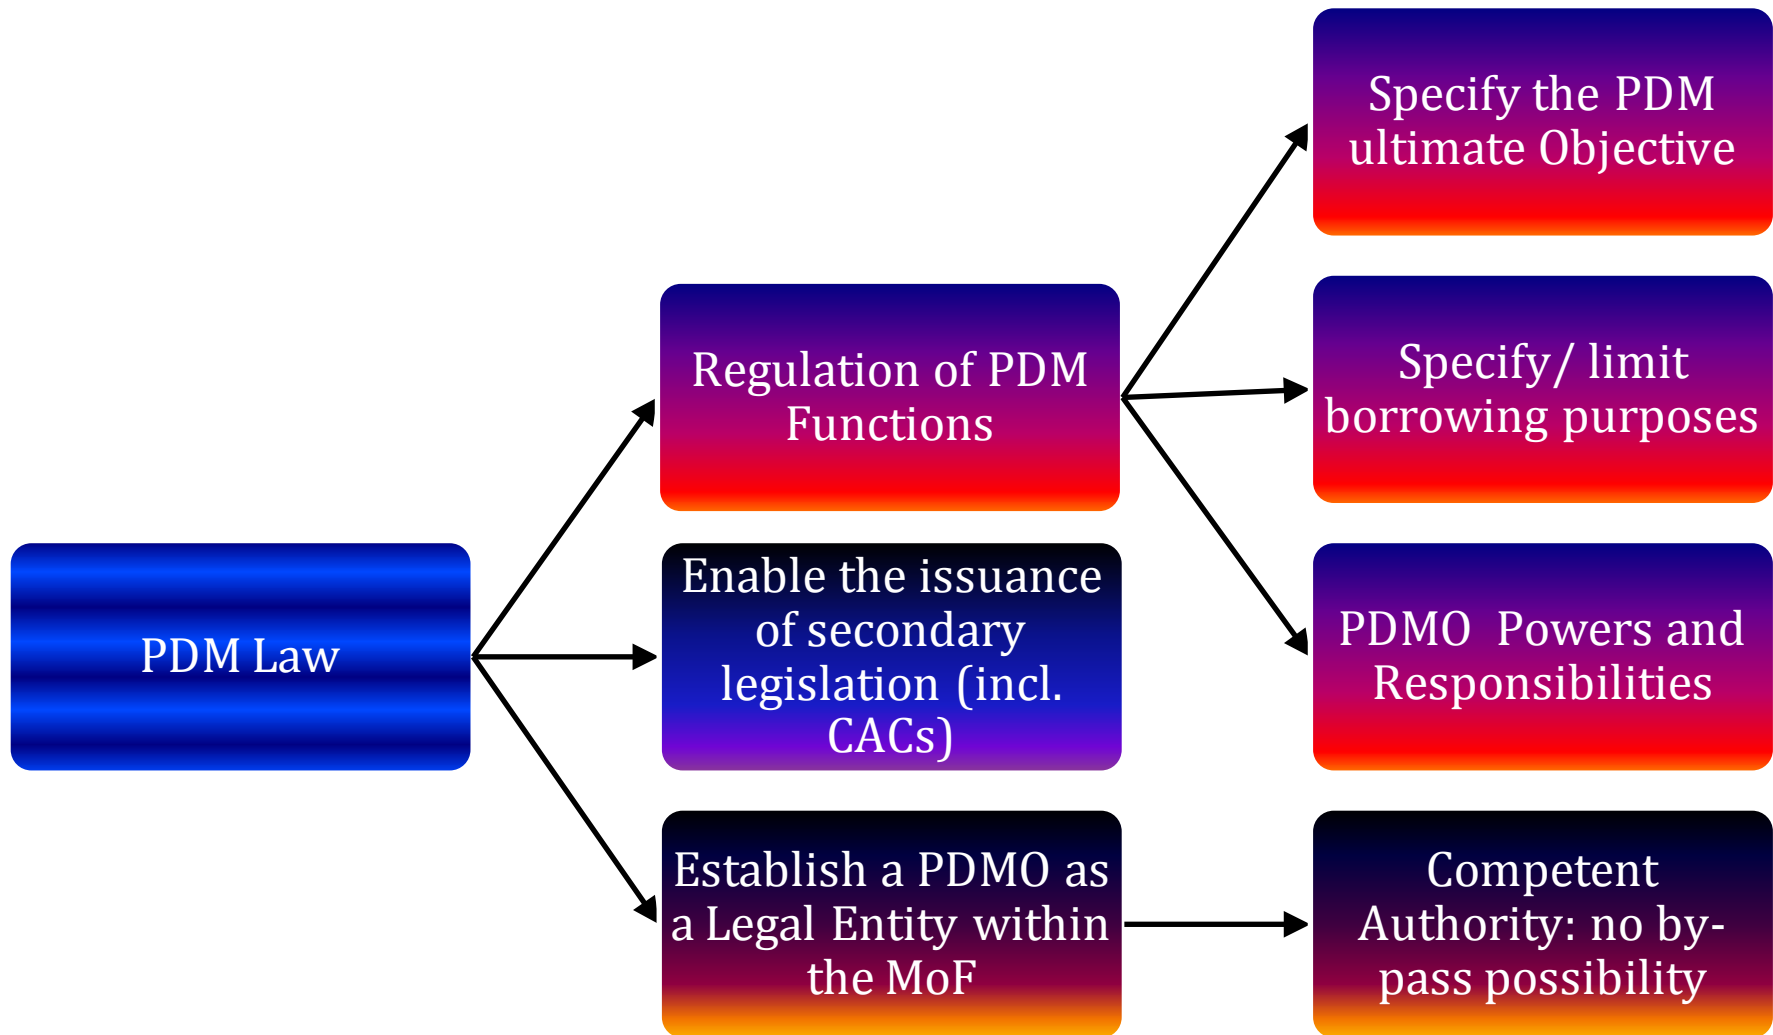 PDM Law
Regulation of PDM
Functions
Enable the issuance
of secondary
legislation (incl.
CACs)
Establish a PDMO as
a Legal Entity within
the MoF
Specify the PDM
ultimate Objective
Specify/ limit
borrowing purposes
PDMO  Powers and
Responsibilities
Competent
Authority: no by-
pass possibility